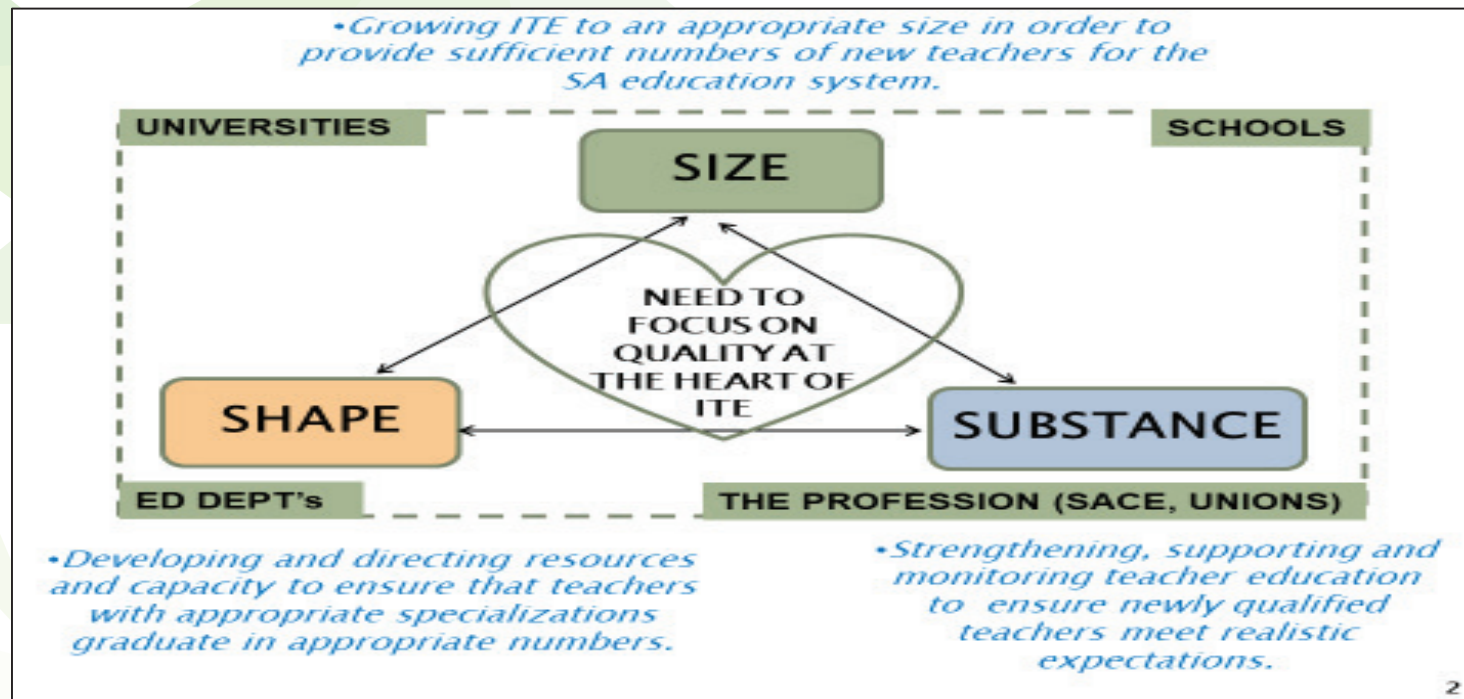 •Growing ITE to an appropriate size in order to
provide sufficient numbers of new teachers for the
SA education system.
UNIVERSITIES
SCHOOLS
SIZE
NEED TO
FOCUS ON
QUALITY AT
THE HEART OF
ITE
SHAPE
SUBSTANCE
ED DEPT's
THE PROFESSION (SACE, UNIONS)
•Developing and directing resources
and capacity to ensure that teachers
with appropriate specializations
graduate in appropriate numbers.
•Strengthening, supporting and
monitoring teacher education
to ensure newly qualified
teachers meet realistic
expectations.
2